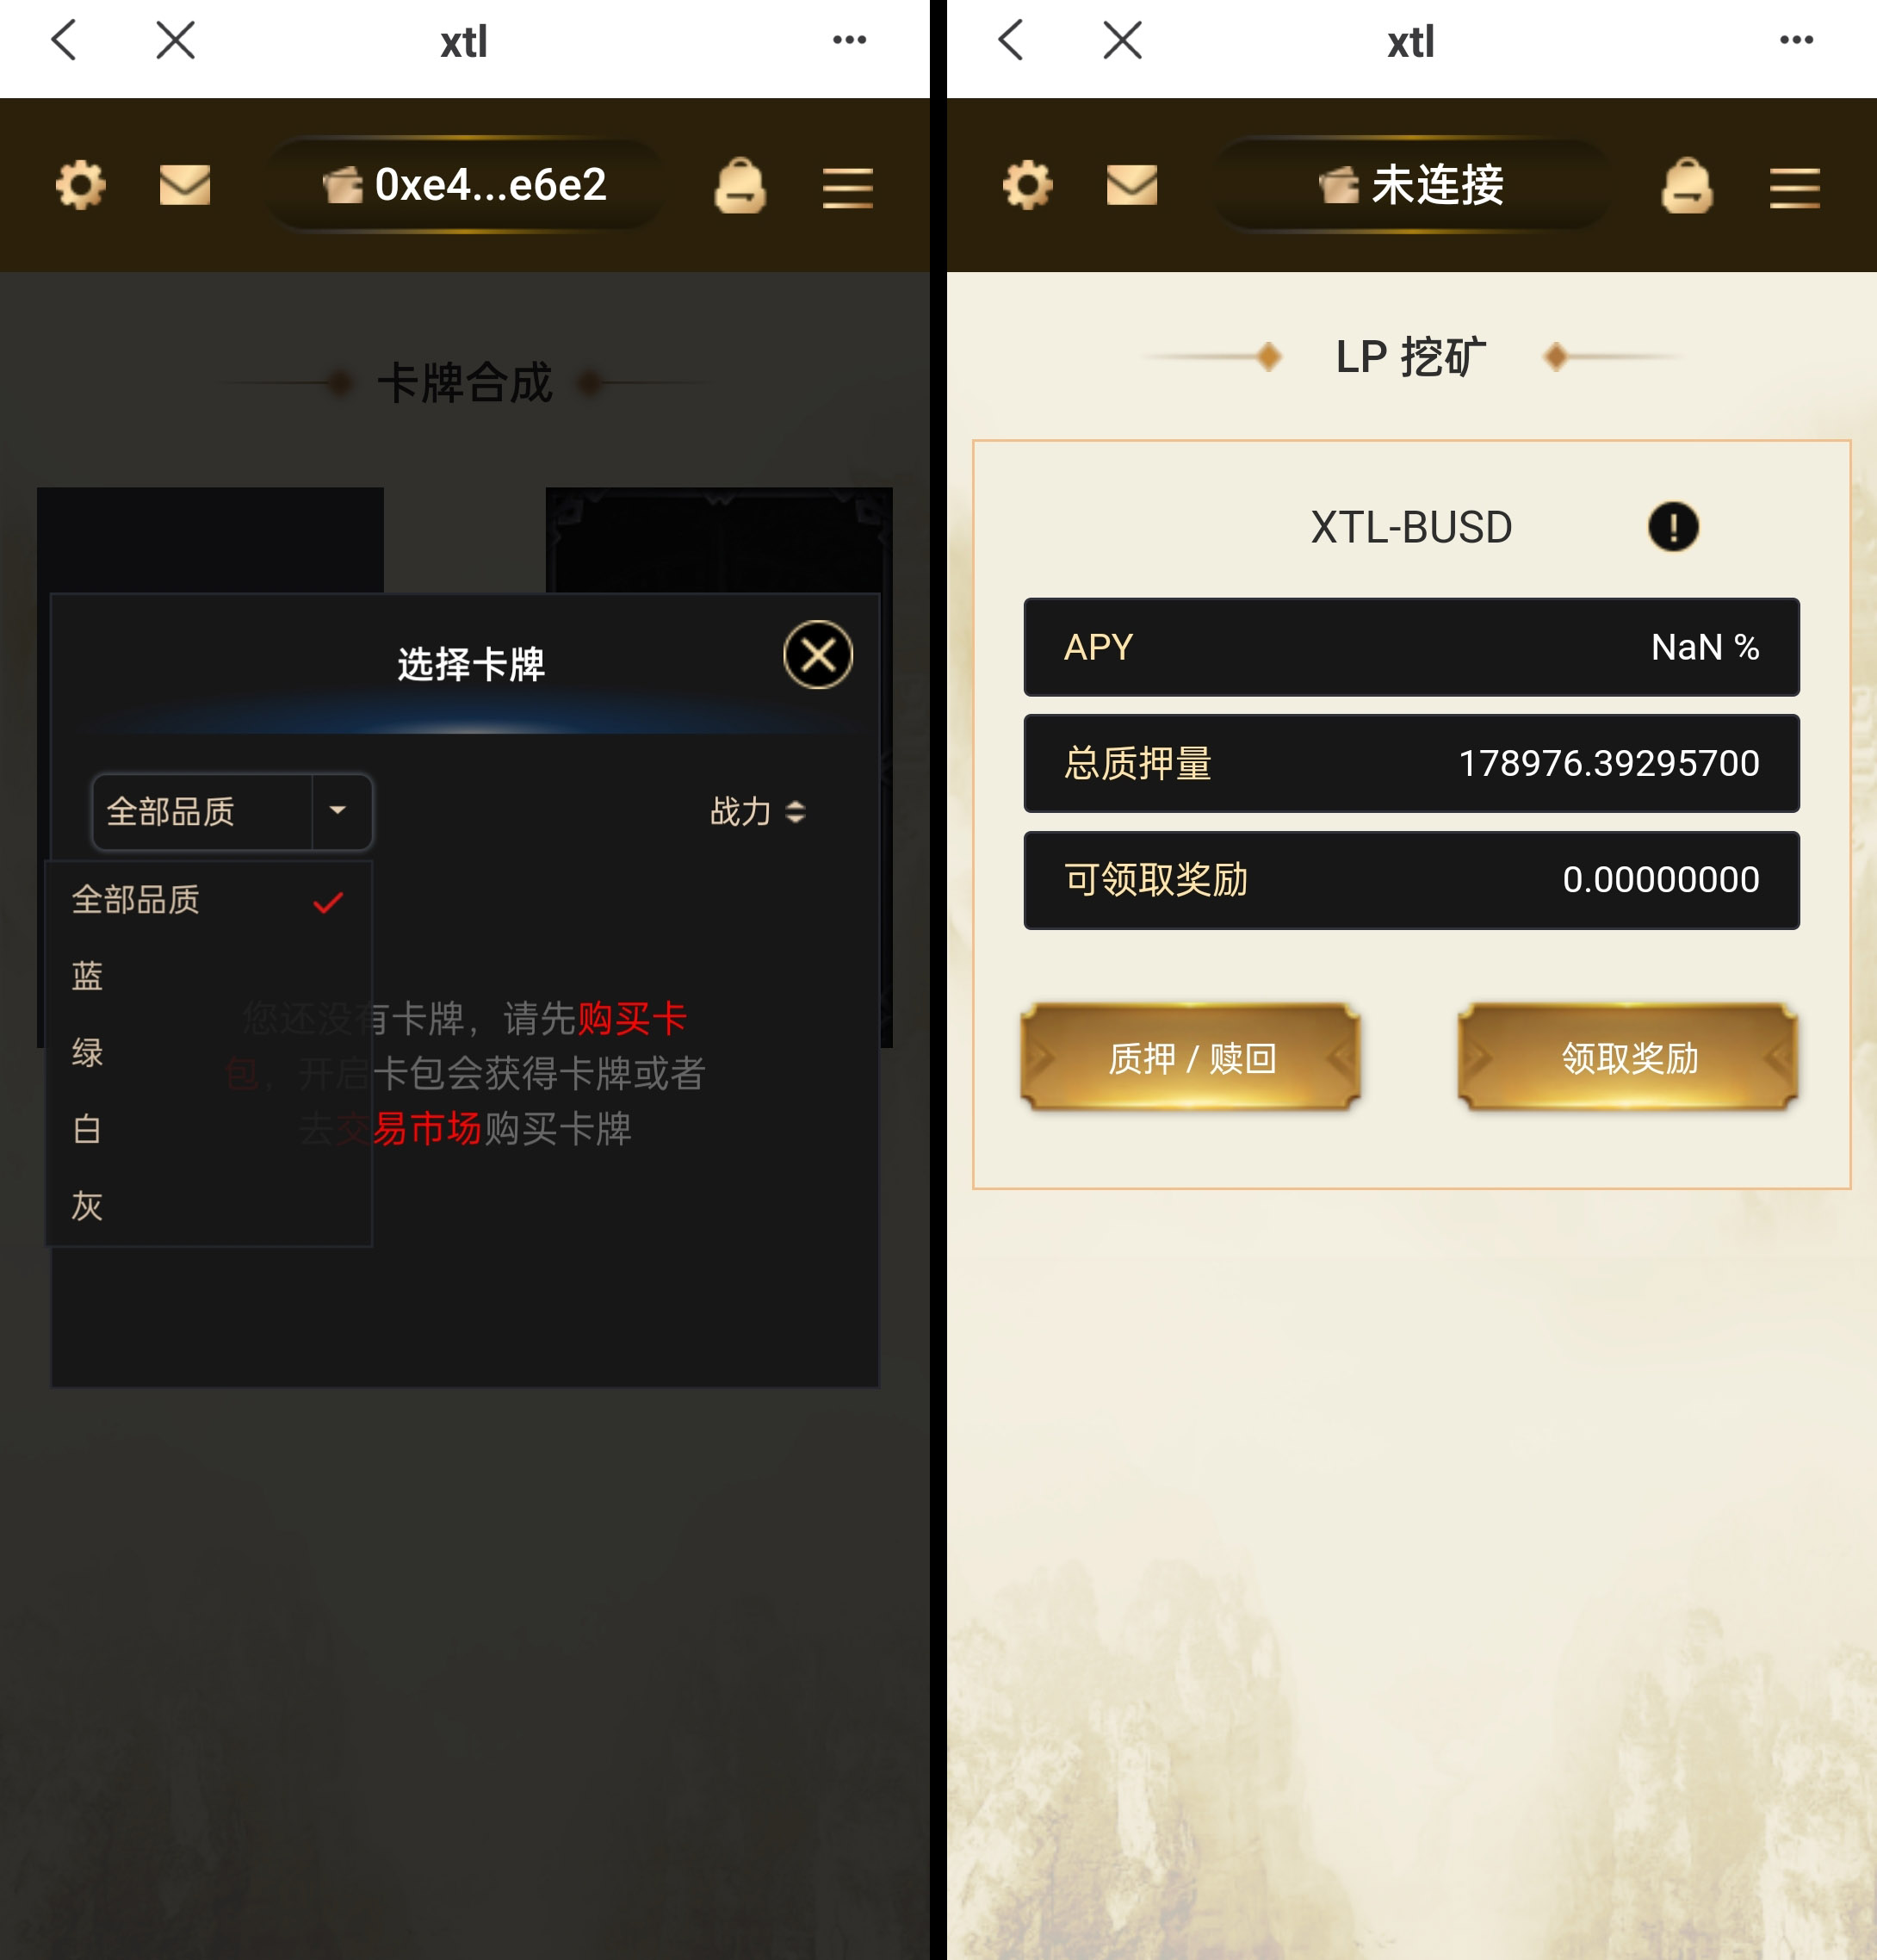 xtl
0xe4...e6e2
卡牌合成
选择卡牌
全部品质
战力
全部品质
蓝
绿
白
灰
您还没有卡牌，请先购买卡
包，开启卡包会获得卡牌或者
去交易市场购买卡牌
xtl
未连接
LP 挖矿
XTL-BUSD
APY NaN %
总质押量 178976.39295700
可领取奖励 0.00000000
质押 / 赎回
领取奖励